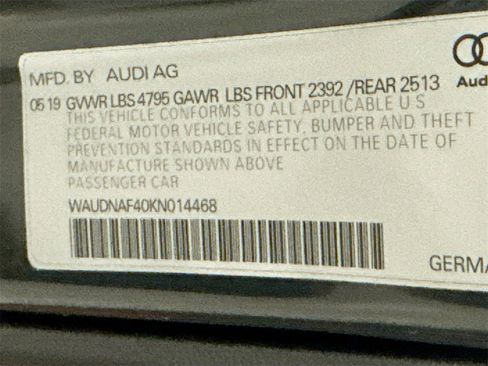 MFD. BY AUDI AG
05 19 GVWR LBS 4795 GAWR LBS FRONT 2392 / REAR 2513
THIS VEHICLE CONFORMS TO ALL APPLICABLE U S
FEDERAL MOTOR VEHICLE SAFETY, BUMPER AND THEFT
PREVENTION STANDARDS IN EFFECT ON THE DATE OF
MANUFACTURE SHOWN ABOVE
PASSENGER CAR
WAUDNAF40KN014468
Aud
GERMA